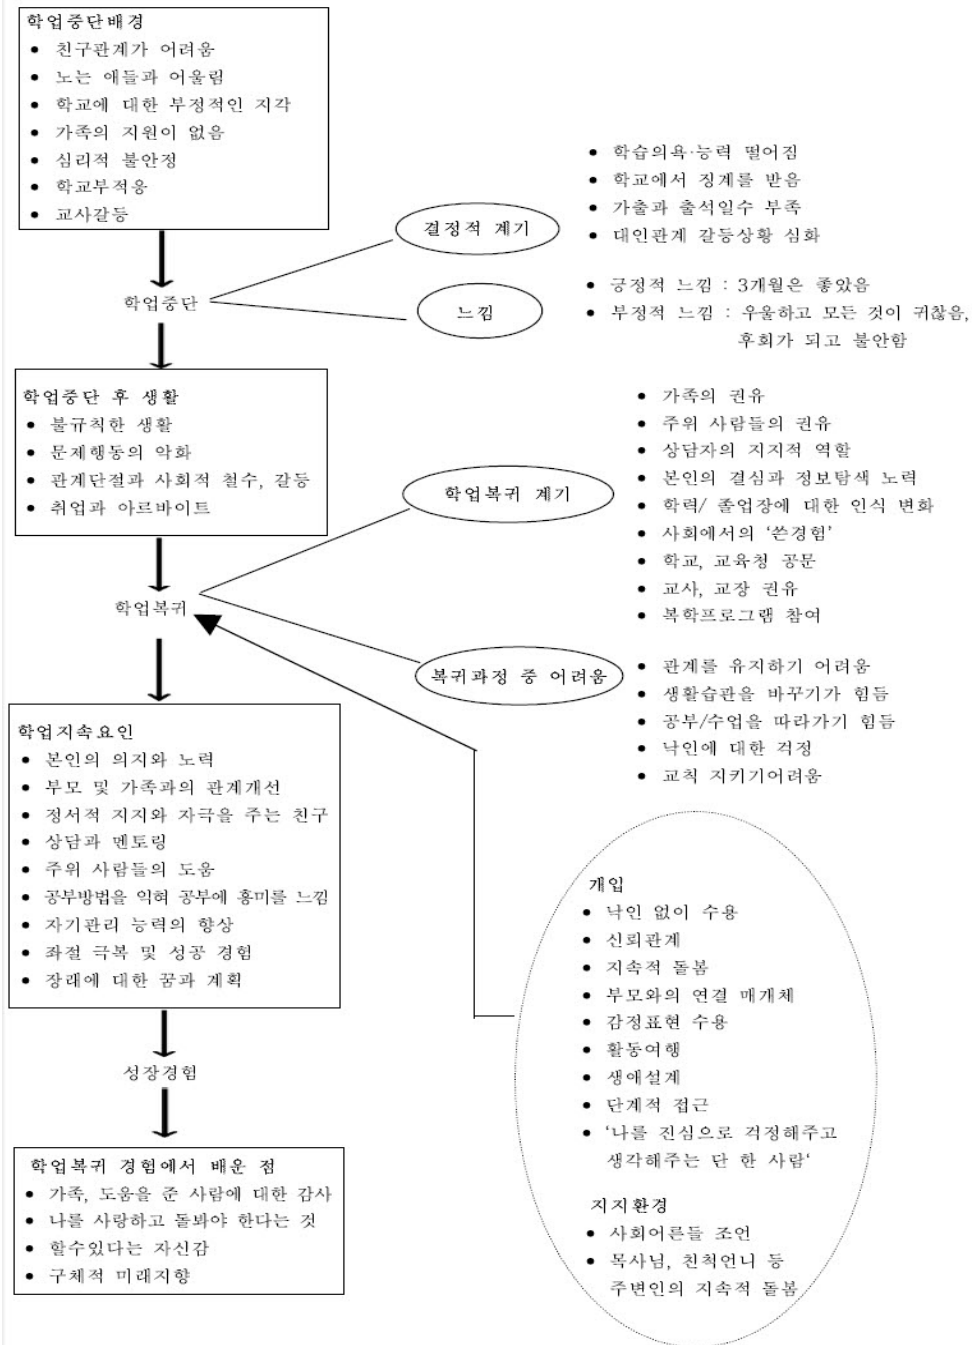 학업중단배경
• 친구관계가 어려움
• 노는 애들과 어울림
• 학교에 대한 부정적인 지각
• 가족의 지원이 없음
• 심리적 불안정
• 학교부적응
• 교사갈등
결정적 계기
• 학습의욕·능력 떨어짐
• 학교에서 징계를 받음
• 가출과 출석일수 부족
• 대인관계 갈등상황 심화
학업중단
느낌
• 긍정적 느낌 : 3개월은 좋았음
• 부정적 느낌 : 우울하고 모든 것이 귀찮음,
후회가 되고 불안함
학업중단 후 생활
• 불규칙한 생활
• 문제행동의 악화
• 관계단절과 사회적 철수, 갈등
• 취업과 아르바이트
학업복귀 계기
• 가족의 권유
• 주위 사람들의 권유
• 상담자의 지지적 역할
• 본인의 결심과 정보탐색 노력
• 학력/ 졸업장에 대한 인식 변화
• 사회에서의 ‘쓴경험’
• 학교, 교육청 공문
• 교사, 교장 권유
• 복학프로그램 참여
학업복귀
복귀과정 중 어려움
• 관계를 유지하기 어려움
• 생활습관을 바꾸기가 힘듬
• 공부/수업을 따라가기 힘듬
• 낙인에 대한 걱정
• 교칙 지키기어려움
학업지속요인
• 본인의 의지와 노력
• 부모 및 가족과의 관계개선
• 정서적 지지와 자극을 주는 친구
• 상담과 멘토링
• 주위 사람들의 도움
• 공부방법을 익혀 공부에 흥미를 느낌
• 자기관리 능력의 향상
• 좌절 극복 및 성공 경험
• 장래에 대한 꿈과 계획
개입
• 낙인 없이 수용
• 신뢰관계
• 지속적 돌봄
• 부모와의 연결 매개체
• 감정표현 수용
• 활동여행
• 생애설계
• 단계적 접근
• ‘나를 진심으로 걱정해주고
생각해주는 단 한 사람‘
지지환경
• 사회어른들 조언
• 목사님, 친척언니 등
주변인의 지속적 돌봄
성장경험
학업복귀 경험에서 배운 점
• 가족, 도움을 준 사람에 대한 감사
• 나를 사랑하고 돌봐야 한다는 것
• 할수있다는 자신감
• 구체적 미래지향